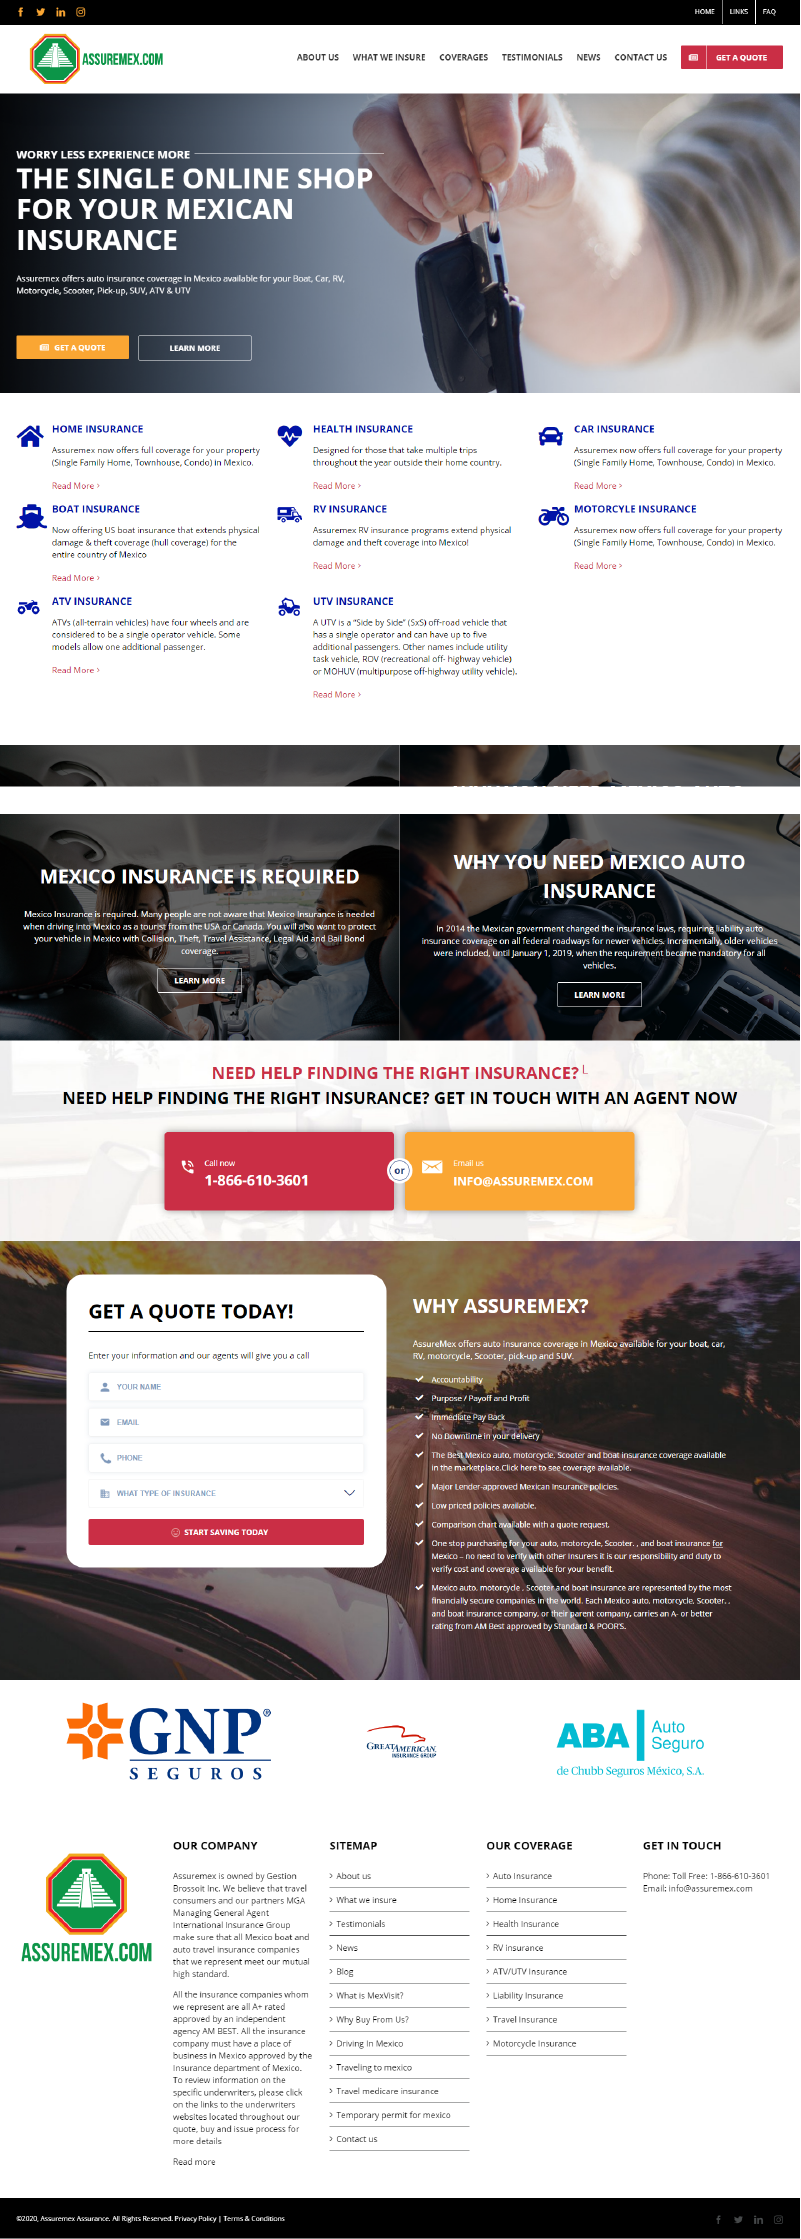 HOME
LINKS
FAQ
ASSUREMEX.COM
ABOUT US
WHAT WE INSURE
COVERAGES
TESTIMONIALS
NEWS
CONTACT US
GET A QUOTE
WORRY LESS EXPERIENCE MORE
THE SINGLE ONLINE SHOP
FOR YOUR MEXICAN
INSURANCE
Assuremex offers auto insurance coverage in Mexico available for your Boat, Car, RV,
Motorcycle, Scooter, Pick-up, SUV, ATV & UTV
GET A QUOTE
LEARN MORE
HOME INSURANCE
Assuremex now offers full coverage for your property
(Single Family Home, Townhouse, Condo) in Mexico.
Read More >
HEALTH INSURANCE
Designed for those that take multiple trips
throughout the year outside their home country.
Read More >
CAR INSURANCE
Assuremex now offers full coverage for your property
(Single Family Home, Townhouse, Condo) in Mexico.
Read More >
BOAT INSURANCE
Now offering US boat insurance that extends physical
damage & theft coverage (hull coverage) for the
entire country of Mexico
Read More >
RV INSURANCE
Assuremex RV insurance programs extend physical
damage and theft coverage into Mexico!
Read More >
MOTORCYLE INSURANCE
Assuremex now offers full coverage for your property
(Single Family Home, Townhouse, Condo) in Mexico.
Read More >
ATV INSURANCE
ATVs (all-terrain vehicles) have four wheels and are
considered to be a single operator vehicle. Some
models allow one additional passenger.
Read More >
UTV INSURANCE
A UTV is a “Side by Side” (SxS) off-road vehicle that
has a single operator and can have up to five
additional passengers. Other names include utility
task vehicle, ROV (recreational off- highway vehicle)
or MOHUV (multipurpose off-highway utility vehicle).
Read More >
MEXICO INSURANCE IS REQUIRED
Mexico Insurance is required. Many people are not aware that Mexico Insurance is needed
when driving into Mexico as a tourist from the USA or Canada. You will also want to protect
your vehicle in Mexico with Collision, Theft, Travel Assistance, Legal Aid and Bail Bond
coverage.
LEARN MORE
WHY YOU NEED MEXICO AUTO
INSURANCE
In 2014 the Mexican government changed the insurance laws, requiring liability auto
insurance coverage on all federal roadways for newer vehicles. Incrementally, older vehicles
were included, until January 1, 2019, when the requirement became mandatory for all
vehicles.
LEARN MORE
NEED HELP FINDING THE RIGHT INSURANCE?
NEED HELP FINDING THE RIGHT INSURANCE? GET IN TOUCH WITH AN AGENT NOW
Call now
1-866-610-3601
or
Email us
INFO@ASSUREMEX.COM
GET A QUOTE TODAY!
Enter your information and our agents will give you a call
YOUR NAME
EMAIL
PHONE
WHAT TYPE OF INSURANCE
START SAVING TODAY
WHY ASSUREMEX?
AssureMex offers auto insurance coverage in Mexico available for your boat, car,
RV, motorcycle, Scooter, pick-up and SUV,
Accountability
Purpose / Payoff and Profit
Immediate Pay Back
No Downtime in your delivery
The Best Mexico auto, motorcycle, Scooter and boat insurance coverage available
in the marketplace.Click here to see coverage available.
Major Lender-approved Mexican Insurance policies.
Low priced policies available.
Comparison chart available with a quote request.
One stop purchasing for your auto, motorcycle, Scooter, , and boat insurance for
Mexico – no need to verify with other Insurers it is our responsibility and duty to
verify cost and coverage available for your benefit.
Mexico auto, motorcycle , Scooter and boat insurance are represented by the most
financially secure companies in the world. Each Mexico auto, motorcycle, Scooter, ,
and boat insurance company, or their parent company, carries an A- or better
rating from AM Best approved by Standard & POOR'S.
GNP®
SEGUROS
GREATAMERICAN
INSURANCE GROUP
ABA
Auto
Seguro
de Chubb Seguros México, S.A.
ASSUREMEX.COM
OUR COMPANY
Assuremex is owned by Gestion
Brossoit Inc. We believe that travel
consumers and our partners MGA
Managing General Agent
International Insurance Group
make sure that all Mexico boat and
auto travel insurance companies
that we represent meet our mutual
high standard.
All the insurance companies whom
we represent are all A+ rated
approved by an independent
agency AM BEST. All the insurance
company must have a place of
business in Mexico approved by the
Insurance department of Mexico.
To review information on the
specific underwriters, please click
on the links to the underwriters
websites located throughout our
quote, buy and issue process for
more details
Read more
SITEMAP
> About us
> What we insure
> Testimonials
> News
> Blog
> What is MexVisit?
> Why Buy From Us?
> Driving In Mexico
> Traveling to mexico
> Travel medicare insurance
> Temporary permit for mexico
> Contact us
OUR COVERAGE
> Auto Insurance
> Home Insurance
> Health Insurance
> RV insurance
> ATV/UTV Insurance
> Liability Insurance
> Travel Insurance
> Motorcycle Insurance
GET IN TOUCH
Phone: Toll Free: 1-866-610-3601
Email: info@assuremex.com
©2020, Assuremex Assurance. All Rights Reserved. Privacy Policy | Terms & Conditions